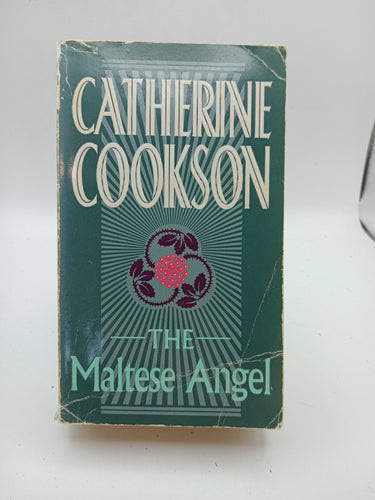 CATHERINE
COOKSON
THE
Maltese Angel